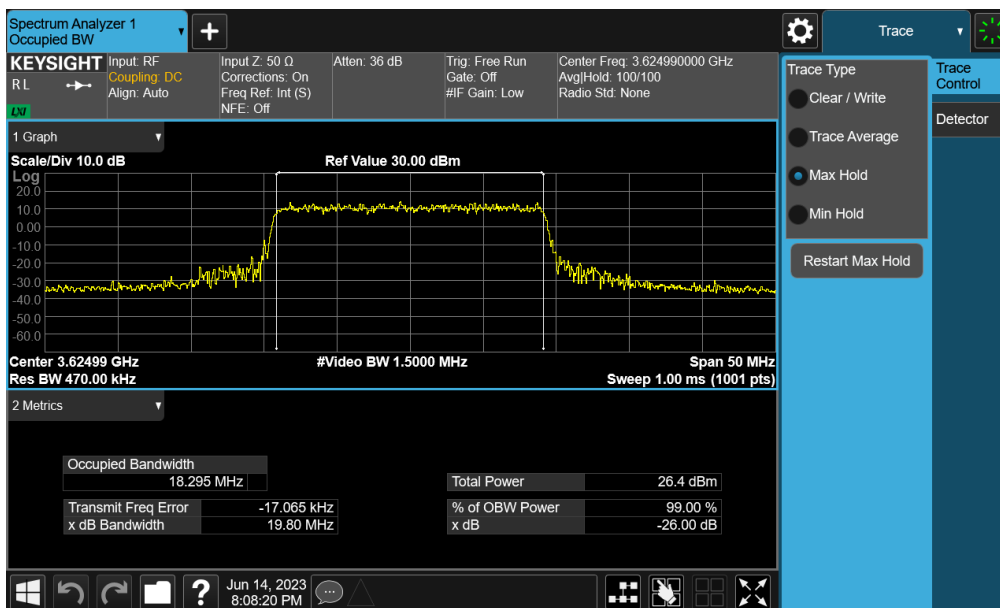 Spectrum Analyzer 1
Occupied BW
+
Trace
KEYSIGHT
R L
LXI
Input: RF
Coupling: DC
Align: Auto
Input Z: 50 Ω
Corrections: On
Freq Ref: Int (S)
NFE: Off
Atten: 36 dB
Trig: Free Run
Gate: Off
#IF Gain: Low
Center Freq: 3.624990000 GHz
Avg|Hold: 100/100
Radio Std: None
Trace Type
Clear / Write
Trace Average
Max Hold
Min Hold
Restart Max Hold
Trace
Control
Detector
1 Graph
Scale/Div 10.0 dB
Ref Value 30.00 dBm
Log
20.0
10.0
0.00
-10.0
-20.0
-30.0
-40.0
-50.0
-60.0
Center 3.62499 GHz
#Video BW 1.5000 MHz
Span 50 MHz
Res BW 470.00 kHz
Sweep 1.00 ms (1001 pts)
2 Metrics
Occupied Bandwidth
18.295 MHz
Total Power 26.4 dBm
Transmit Freq Error -17.065 kHz
% of OBW Power 99.00 %
x dB Bandwidth 19.80 MHz
x dB -26.00 dB
?
Jun 14, 2023
8:08:20 PM